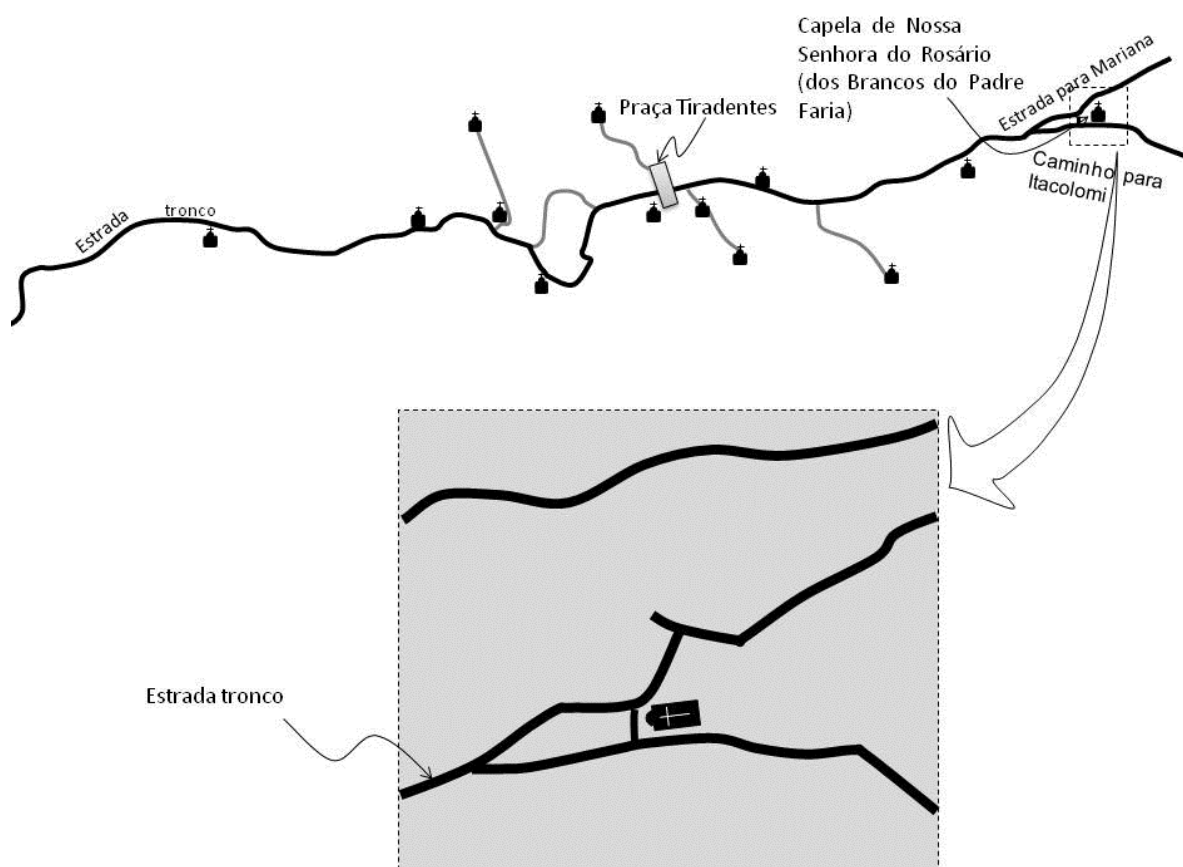 Capela de Nossa
Senhora do Rosário
(dos Brancos do Padre
Faria)
Estrada para Mariana
Praça Tiradentes
Caminho para
Itacolomi
Estrada tronco
Estrada tronco